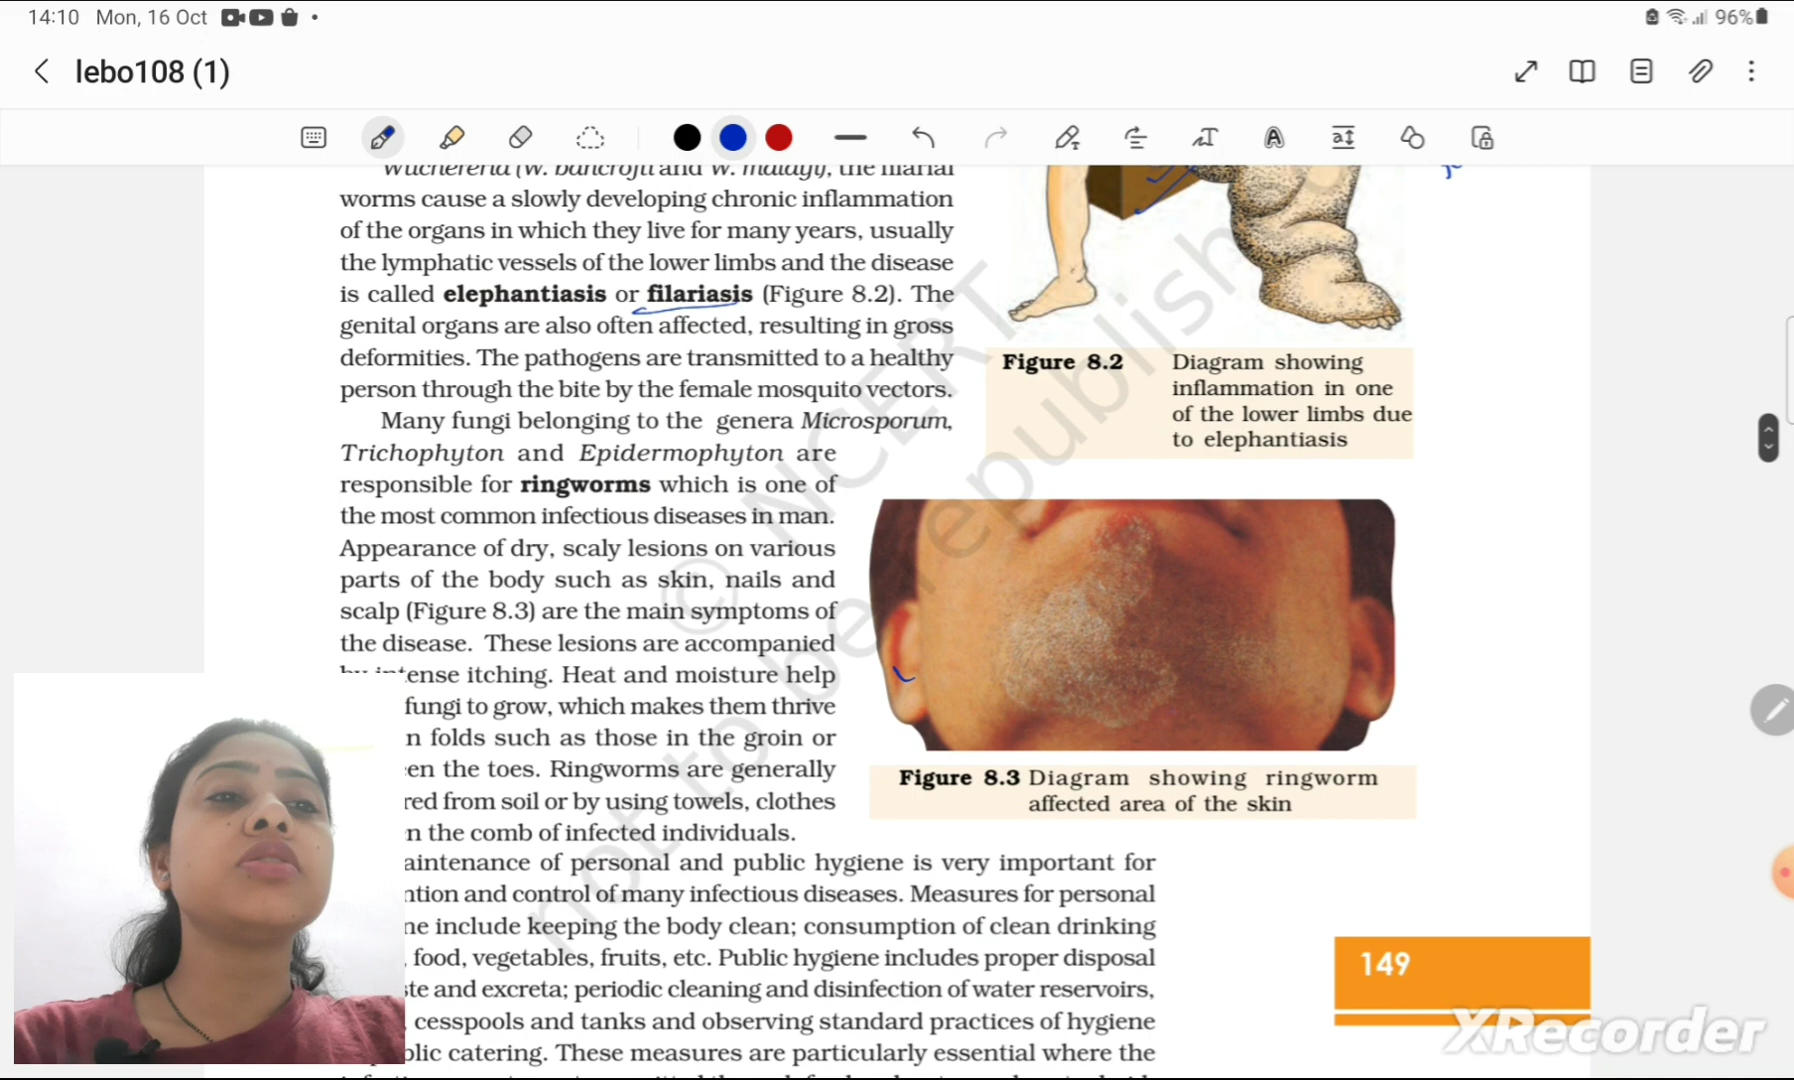 14:10 Mon, 16 Oct
96%
lebo108 (1)
Wuchereria (W. bancrofti and W. malayi), the filarial
worms cause a slowly developing chronic inflammation
of the organs in which they live for many years, usually
the lymphatic vessels of the lower limbs and the disease
is called elephantiasis or filariasis (Figure 8.2). The
genital organs are also often affected, resulting in gross
deformities. The pathogens are transmitted to a healthy
person through the bite by the female mosquito vectors.
Many fungi belonging to the genera Microsporum,
Trichophyton and Epidermophyton are
responsible for ringworms which is one of
the most common infectious diseases in man.
Appearance of dry, scaly lesions on various
parts of the body such as skin, nails and
scalp (Figure 8.3) are the main symptoms of
the disease. These lesions are accompanied
tense itching. Heat and moisture help
fungi to grow, which makes them thrive
n folds such as those in the groin or
en the toes. Ringworms are generally
red from soil or by using towels, clothes
n the comb of infected individuals.
Figure 8.2 Diagram showing
inflammation in one
of the lower limbs due
to elephantiasis
Figure 8.3 Diagram showing ringworm
affected area of the skin
aintenance of personal and public hygiene is very important for
ntion and control of many infectious diseases. Measures for personal
ne include keeping the body clean; consumption of clean drinking
, food, vegetables, fruits, etc. Public hygiene includes proper disposal
ste and excreta; periodic cleaning and disinfection of water reservoirs,
, cesspools and tanks and observing standard practices of hygiene
blic catering. These measures are particularly essential where the
149
© NCERT
not to be republish
XRecorder